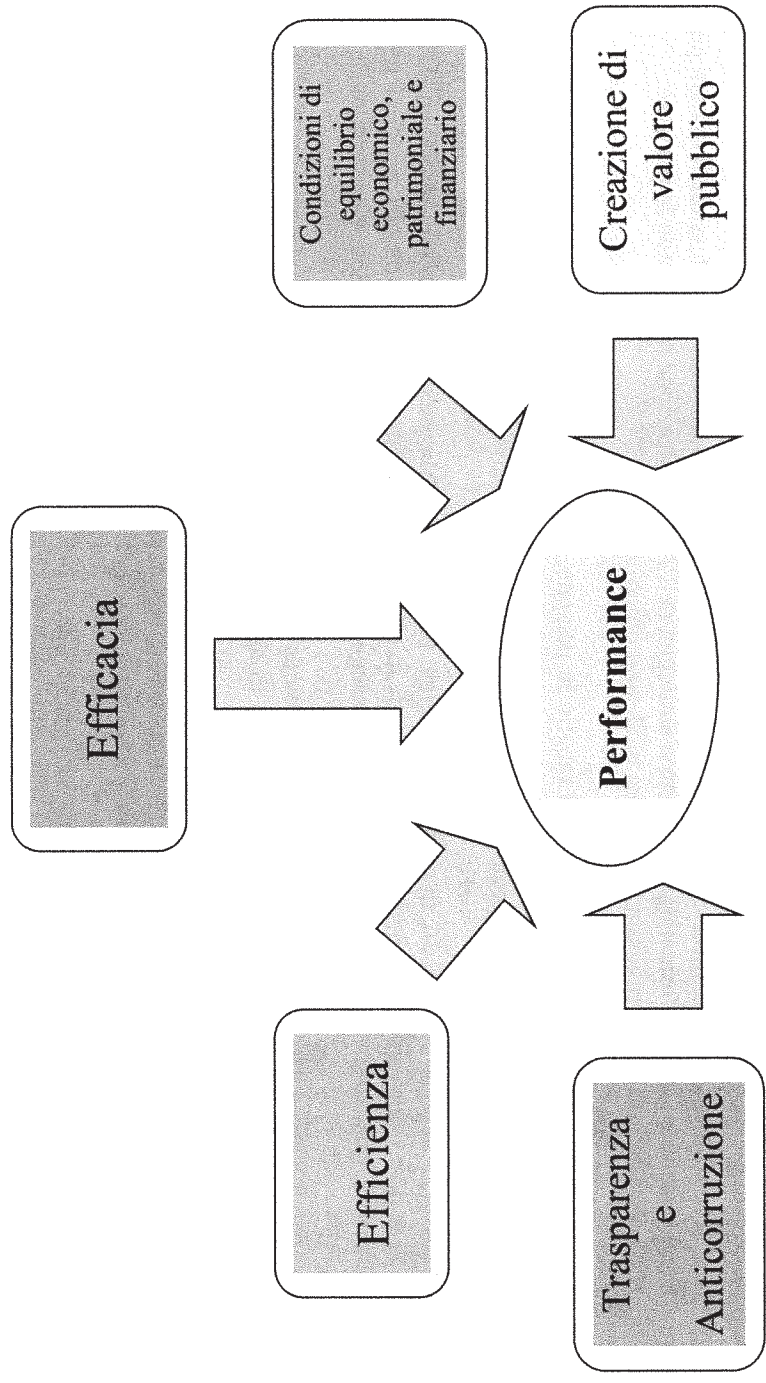 Efficacia
Efficienza
Condizioni di
equilibrio
economico,
patrimoniale e
finanziario
Trasparenza
e
Anticorruzione
Performance
Creazione di
valore
pubblico